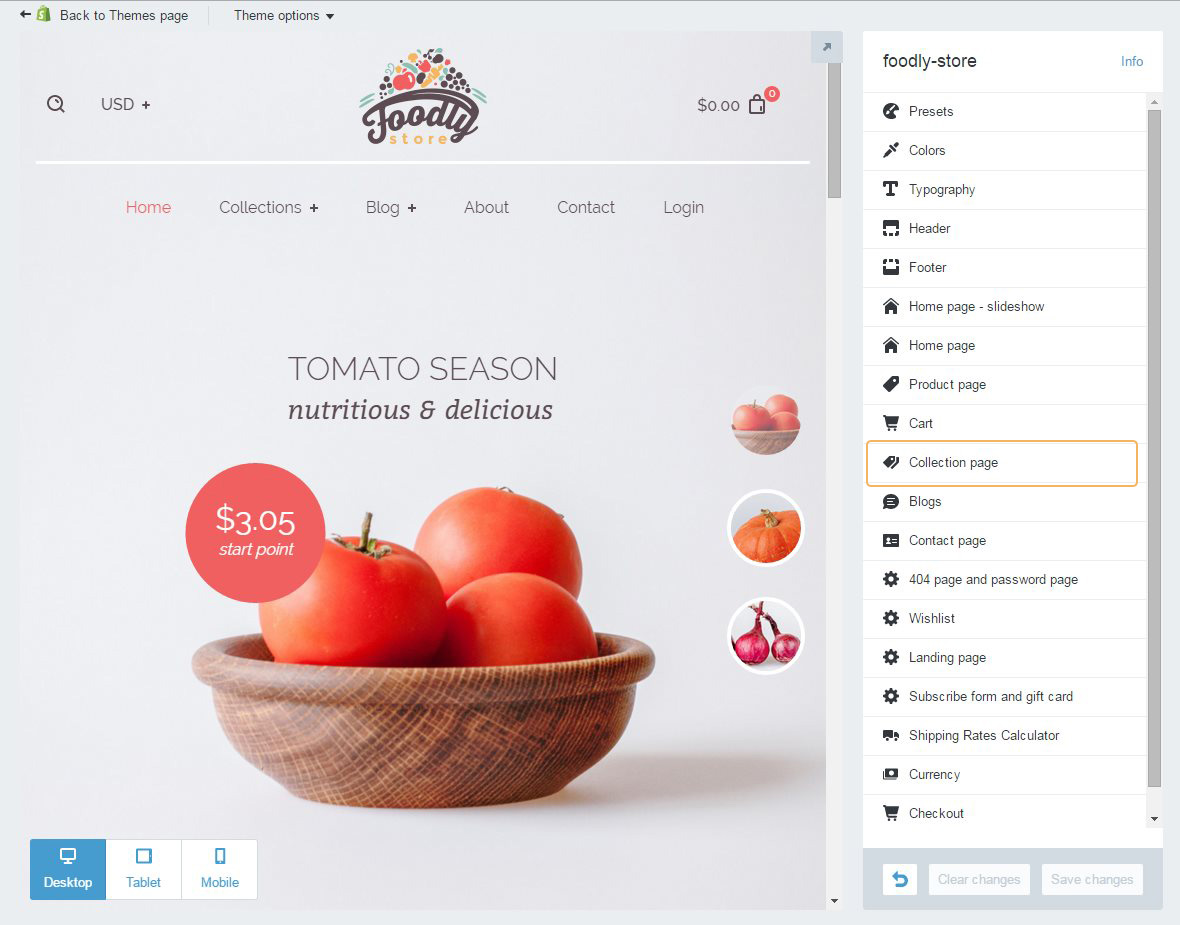 Back to Themes page
Theme options
USD +
Foodly
store
$0.00
0
Home
Collections +
Blog +
About
Contact
Login
TOMATO SEASON
nutritious & delicious
$3.05
start point
Desktop
Tablet
Mobile
foodly-store
Info
Presets
Colors
Typography
Header
Footer
Home page - slideshow
Home page
Product page
Cart
Collection page
Blogs
Contact page
404 page and password page
Wishlist
Landing page
Subscribe form and gift card
Shipping Rates Calculator
Currency
Checkout
Clear changes
Save changes